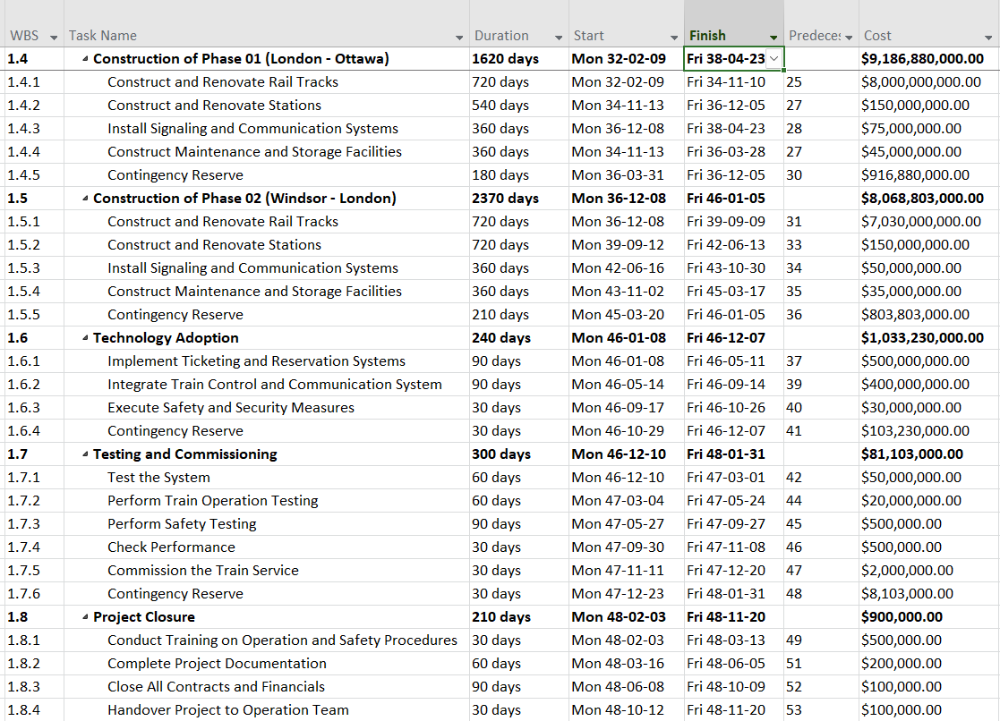 WBS Task Name Duration Start Finish Predeces Cost
1.4 Construction of Phase 01 (London - Ottawa) 1620 days Mon 32-02-09 Fri 38-04-23 $9,186,880,000.00
1.4.1 Construct and Renovate Rail Tracks 720 days Mon 32-02-09 Fri 34-11-10 25 $8,000,000,000.00
1.4.2 Construct and Renovate Stations 540 days Mon 34-11-13 Fri 36-12-05 27 $150,000,000.00
1.4.3 Install Signaling and Communication Systems 360 days Mon 36-12-08 Fri 38-04-23 28 $75,000,000.00
1.4.4 Construct Maintenance and Storage Facilities 360 days Mon 34-11-13 Fri 36-03-28 27 $45,000,000.00
1.4.5 Contingency Reserve 180 days Mon 36-03-31 Fri 36-12-05 30 $916,880,000.00
1.5 Construction of Phase 02 (Windsor - London) 2370 days Mon 36-12-08 Fri 46-01-05 $8,068,803,000.00
1.5.1 Construct and Renovate Rail Tracks 720 days Mon 36-12-08 Fri 39-09-09 31 $7,030,000,000.00
1.5.2 Construct and Renovate Stations 720 days Mon 39-09-12 Fri 42-06-13 33 $150,000,000.00
1.5.3 Install Signaling and Communication Systems 360 days Mon 42-06-16 Fri 43-10-30 34 $50,000,000.00
1.5.4 Construct Maintenance and Storage Facilities 360 days Mon 43-11-02 Fri 45-03-17 35 $35,000,000.00
1.5.5 Contingency Reserve 210 days Mon 45-03-20 Fri 46-01-05 36 $803,803,000.00
1.6 Technology Adoption 240 days Mon 46-01-08 Fri 46-12-07 $1,033,230,000.00
1.6.1 Implement Ticketing and Reservation Systems 90 days Mon 46-01-08 Fri 46-05-11 37 $500,000,000.00
1.6.2 Integrate Train Control and Communication System 90 days Mon 46-05-14 Fri 46-09-14 39 $400,000,000.00
1.6.3 Execute Safety and Security Measures 30 days Mon 46-09-17 Fri 46-10-26 40 $30,000,000.00
1.6.4 Contingency Reserve 30 days Mon 46-10-29 Fri 46-12-07 41 $103,230,000.00
1.7 Testing and Commissioning 300 days Mon 46-12-10 Fri 48-01-31 $81,103,000.00
1.7.1 Test the System 60 days Mon 46-12-10 Fri 47-03-01 42 $50,000,000.00
1.7.2 Perform Train Operation Testing 60 days Mon 47-03-04 Fri 47-05-24 44 $20,000,000.00
1.7.3 Perform Safety Testing 90 days Mon 47-05-27 Fri 47-09-27 45 $500,000.00
1.7.4 Check Performance 30 days Mon 47-09-30 Fri 47-11-08 46 $500,000.00
1.7.5 Commission the Train Service 30 days Mon 47-11-11 Fri 47-12-20 47 $2,000,000.00
1.7.6 Contingency Reserve 30 days Mon 47-12-23 Fri 48-01-31 48 $8,103,000.00
1.8 Project Closure 210 days Mon 48-02-03 Fri 48-11-20 $900,000.00
1.8.1 Conduct Training on Operation and Safety Procedures 30 days Mon 48-02-03 Fri 48-03-13 49 $500,000.00
1.8.2 Complete Project Documentation 60 days Mon 48-03-16 Fri 48-06-05 51 $200,000.00
1.8.3 Close All Contracts and Financials 90 days Mon 48-06-08 Fri 48-10-09 52 $100,000.00
1.8.4 Handover Project to Operation Team 30 days Mon 48-10-12 Fri 48-11-20 53 $100,000.00